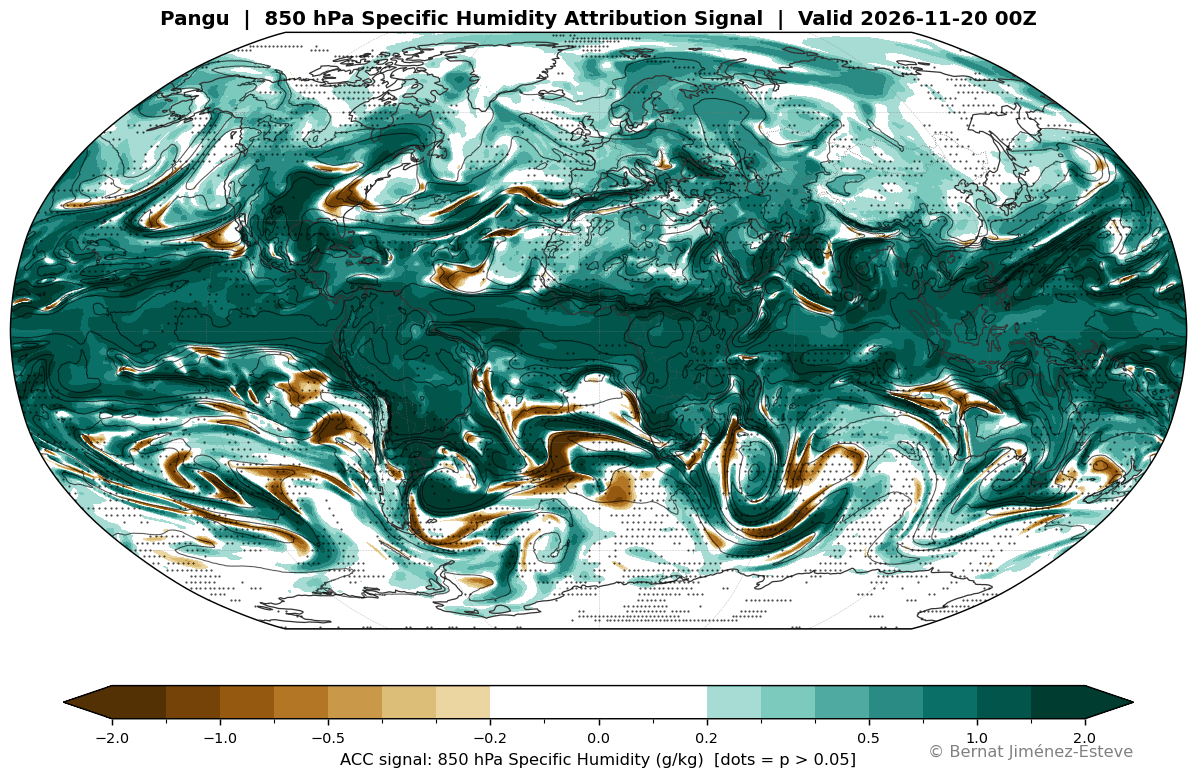 Pangu | 850 hPa Specific Humidity Attribution Signal | Valid 2026-11-20 00Z
−2.0 −1.0 −0.5 −0.2 0.0 0.2 0.5 1.0 2.0
ACC signal: 850 hPa Specific Humidity (g/kg) [dots = p > 0.05]
© Bernat Jiménez-Esteve